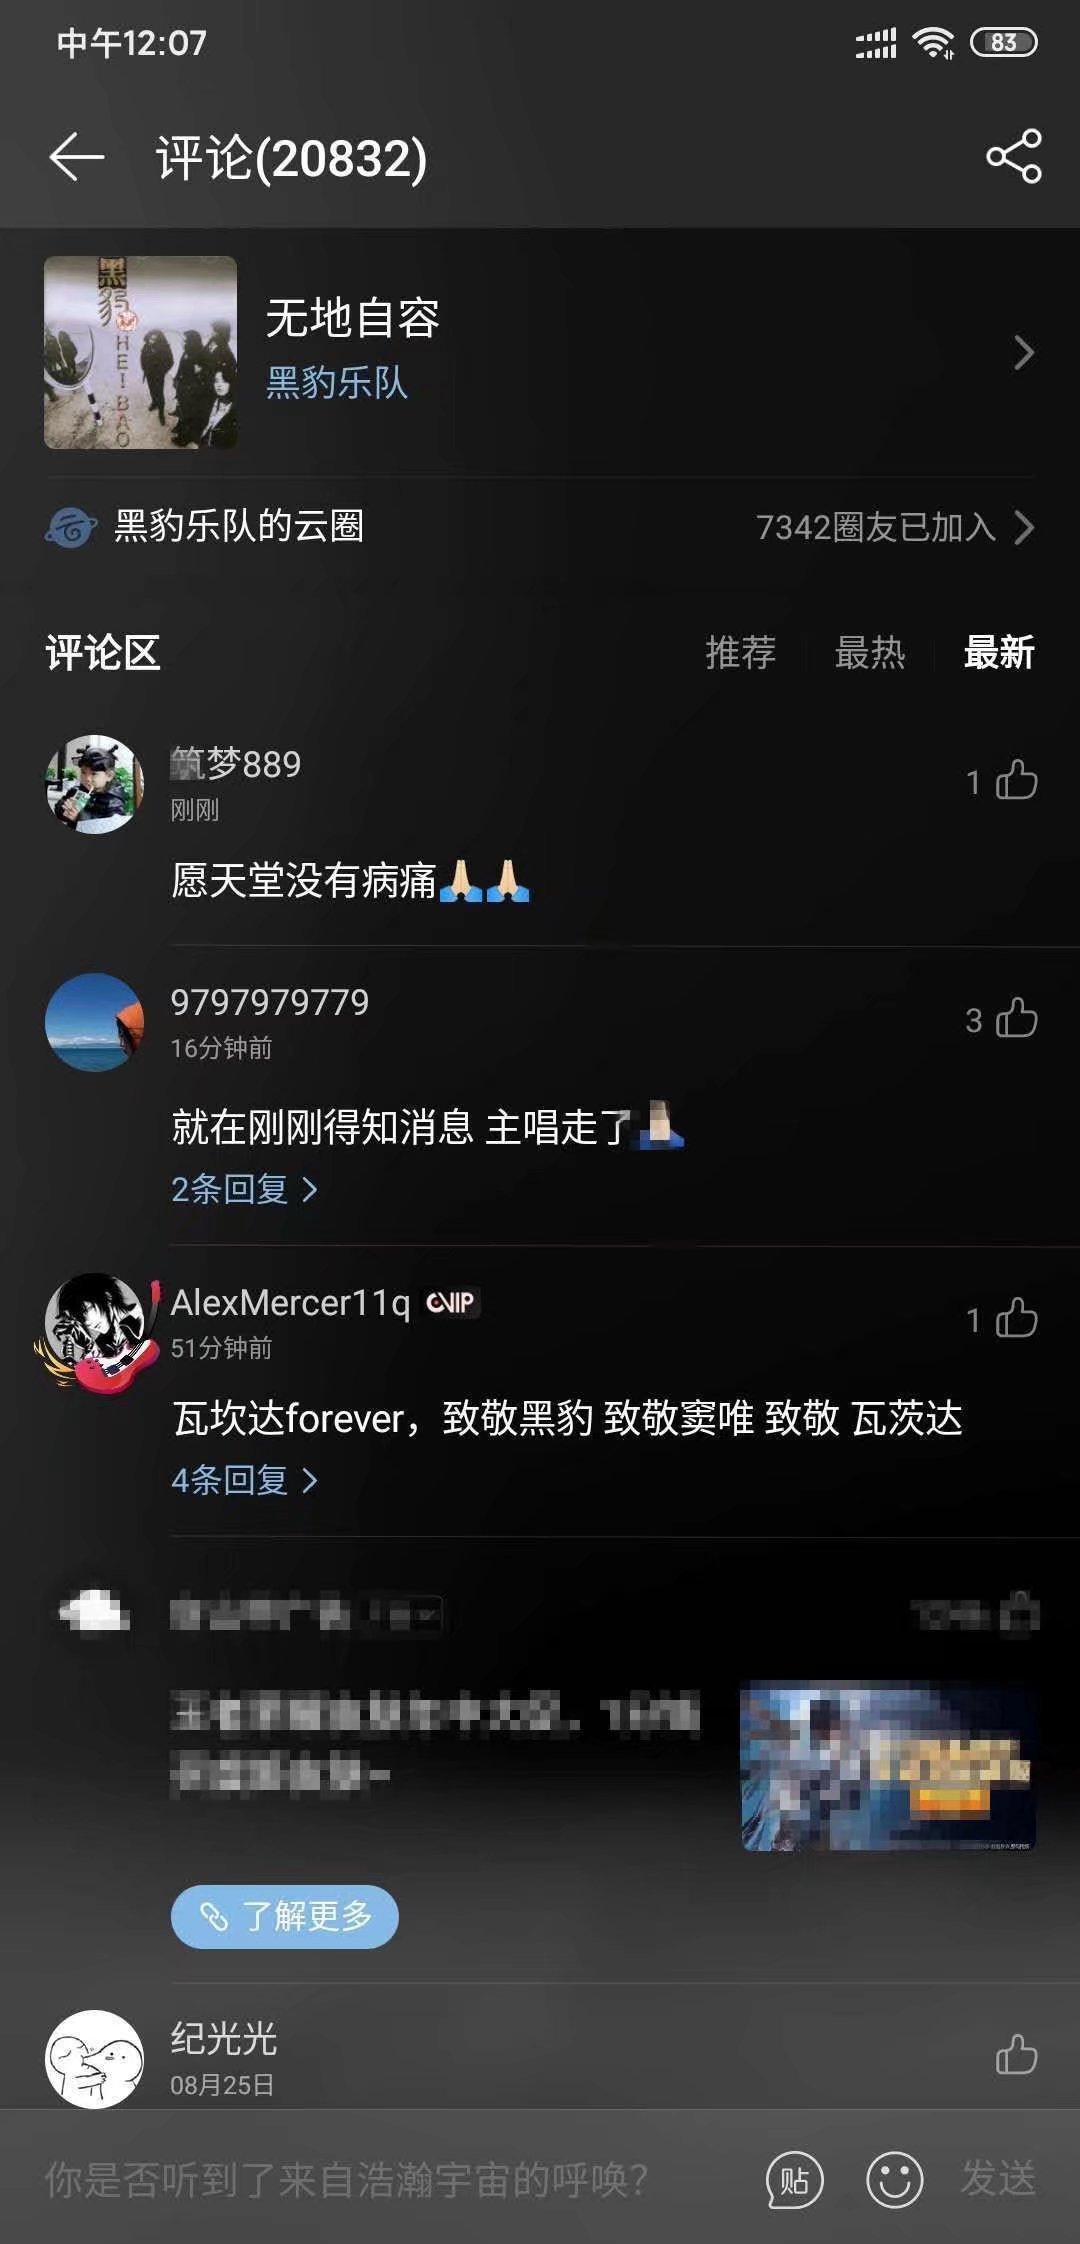 中午12:07
83
评论(20832)
黑豹
HEI BAO
无地自容
黑豹乐队
黑豹乐队的云圈
7342圈友已加入
评论区
推荐
最热
最新
筑梦889
刚刚
1
愿天堂没有病痛🙏🏻🙏🏻
9797979779
16分钟前
3
就在刚刚得知消息 主唱走了
2条回复
AlexMercer11q
VIP
51分钟前
1
瓦坎达forever，致敬黑豹 致敬窦唯 致敬 瓦茨达
4条回复
了解更多
纪光光
08月25日
你是否听到了来自浩瀚宇宙的呼唤？
贴
发送